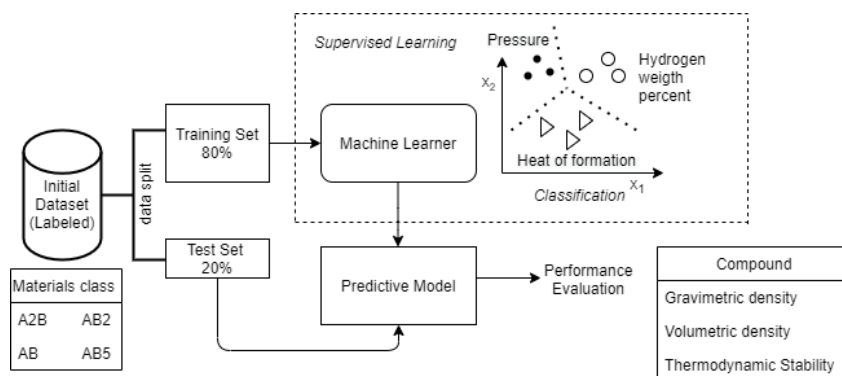 Supervised Learning
Pressure
Hydrogen
weigth
percent
X2
Training Set
80%
Machine Learner
Heat of formation
X1
Classification
Initial
Dataset
(Labeled)
data split
Test Set
20%
Predictive Model
Performance
Evaluation
Materials class
A2B AB2
AB AB5
Compound
Gravimetric density
Volumetric density
Thermodynamic Stability